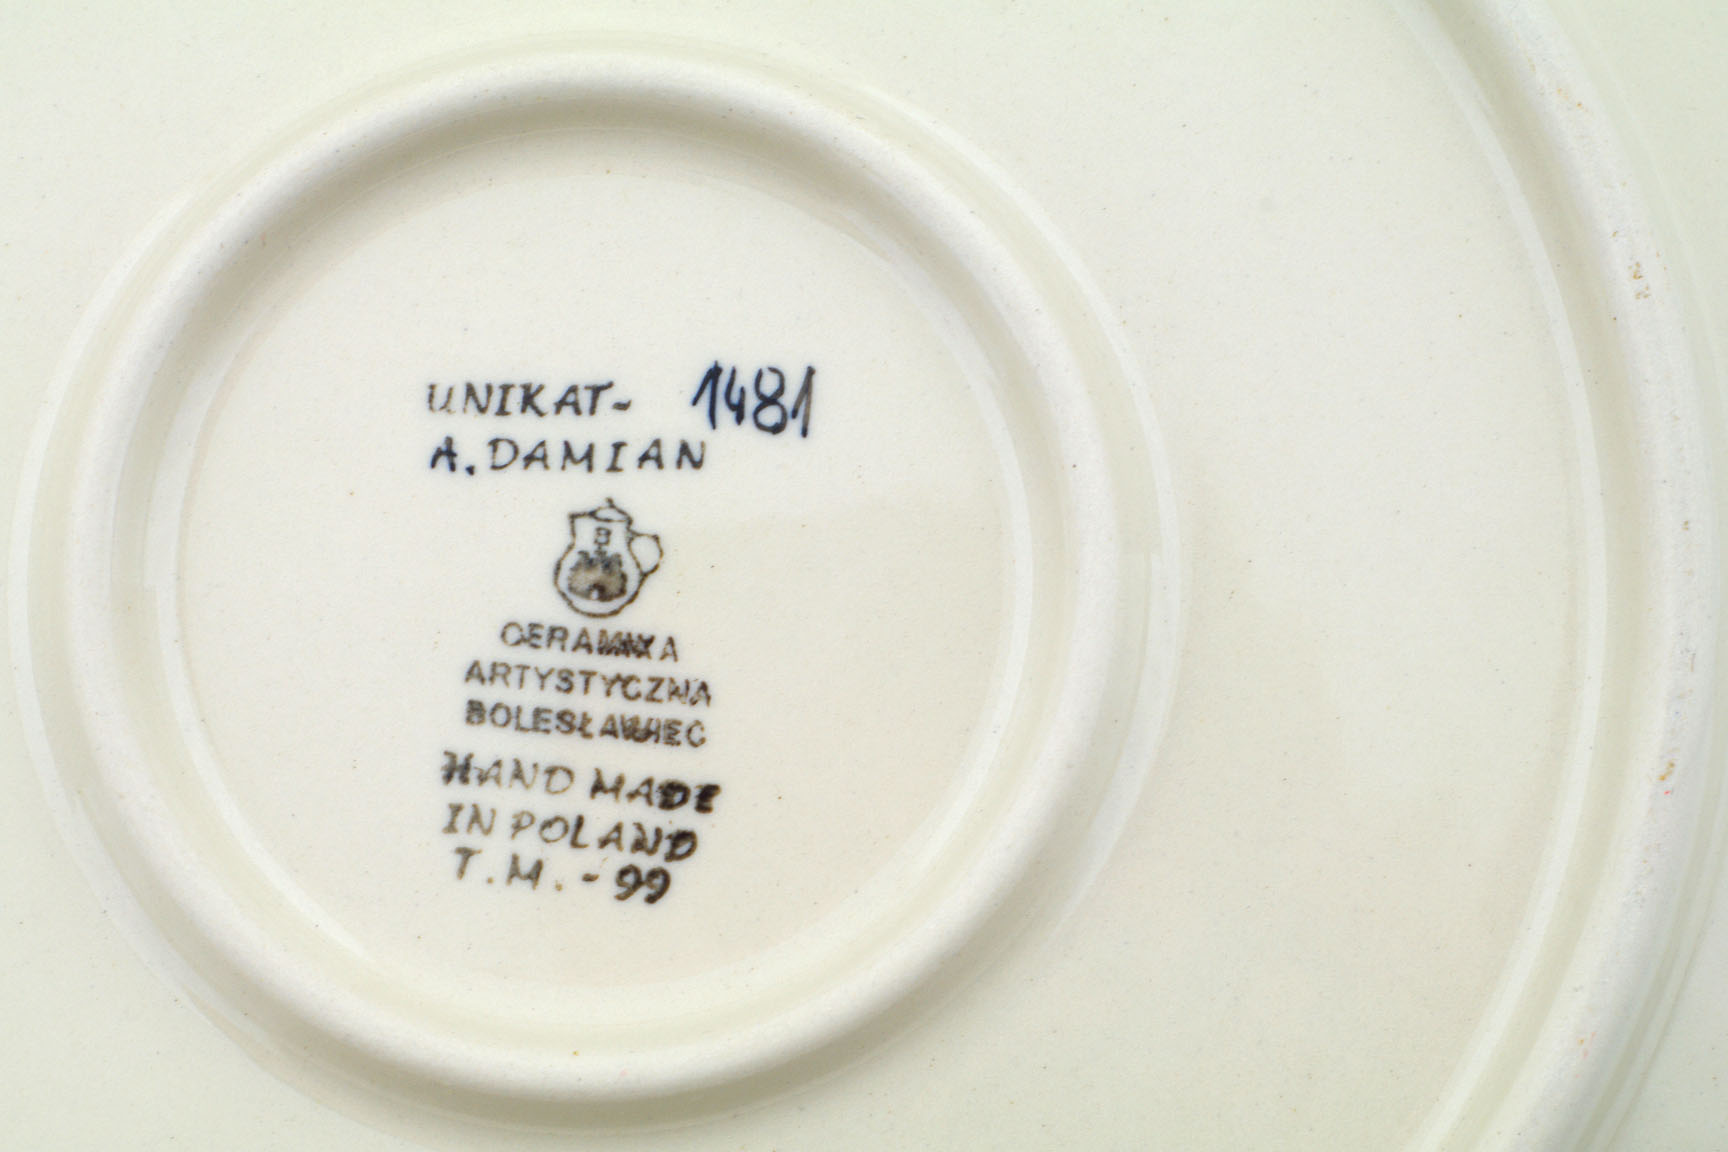 UNIKAT- 1481
A. DAMIAN
B
CERAMIKA
ARTYSTYCZNA
BOLESŁAWIEC
HAND MADE
IN POLAND
T.M.-99